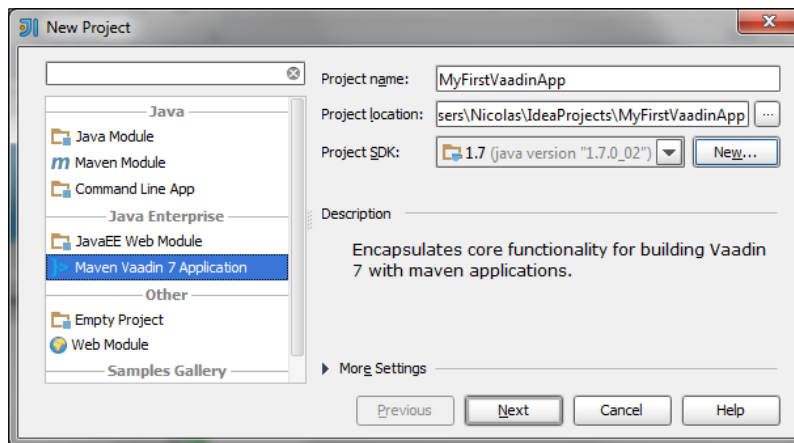 New Project
Java
Java Module
Maven Module
Command Line App
Java Enterprise
JavaEE Web Module
Maven Vaadin 7 Application
Other
Empty Project
Web Module
Samples Gallery
Project name: MyFirstVaadinApp
Project location: sers\Nicolas\IdeaProjects\MyFirstVaadinApp ...
Project SDK: 1.7 (java version "1.7.0_02") New...
Description
Encapsulates core functionality for building Vaadin
7 with maven applications.
More Settings
Previous Next Cancel Help